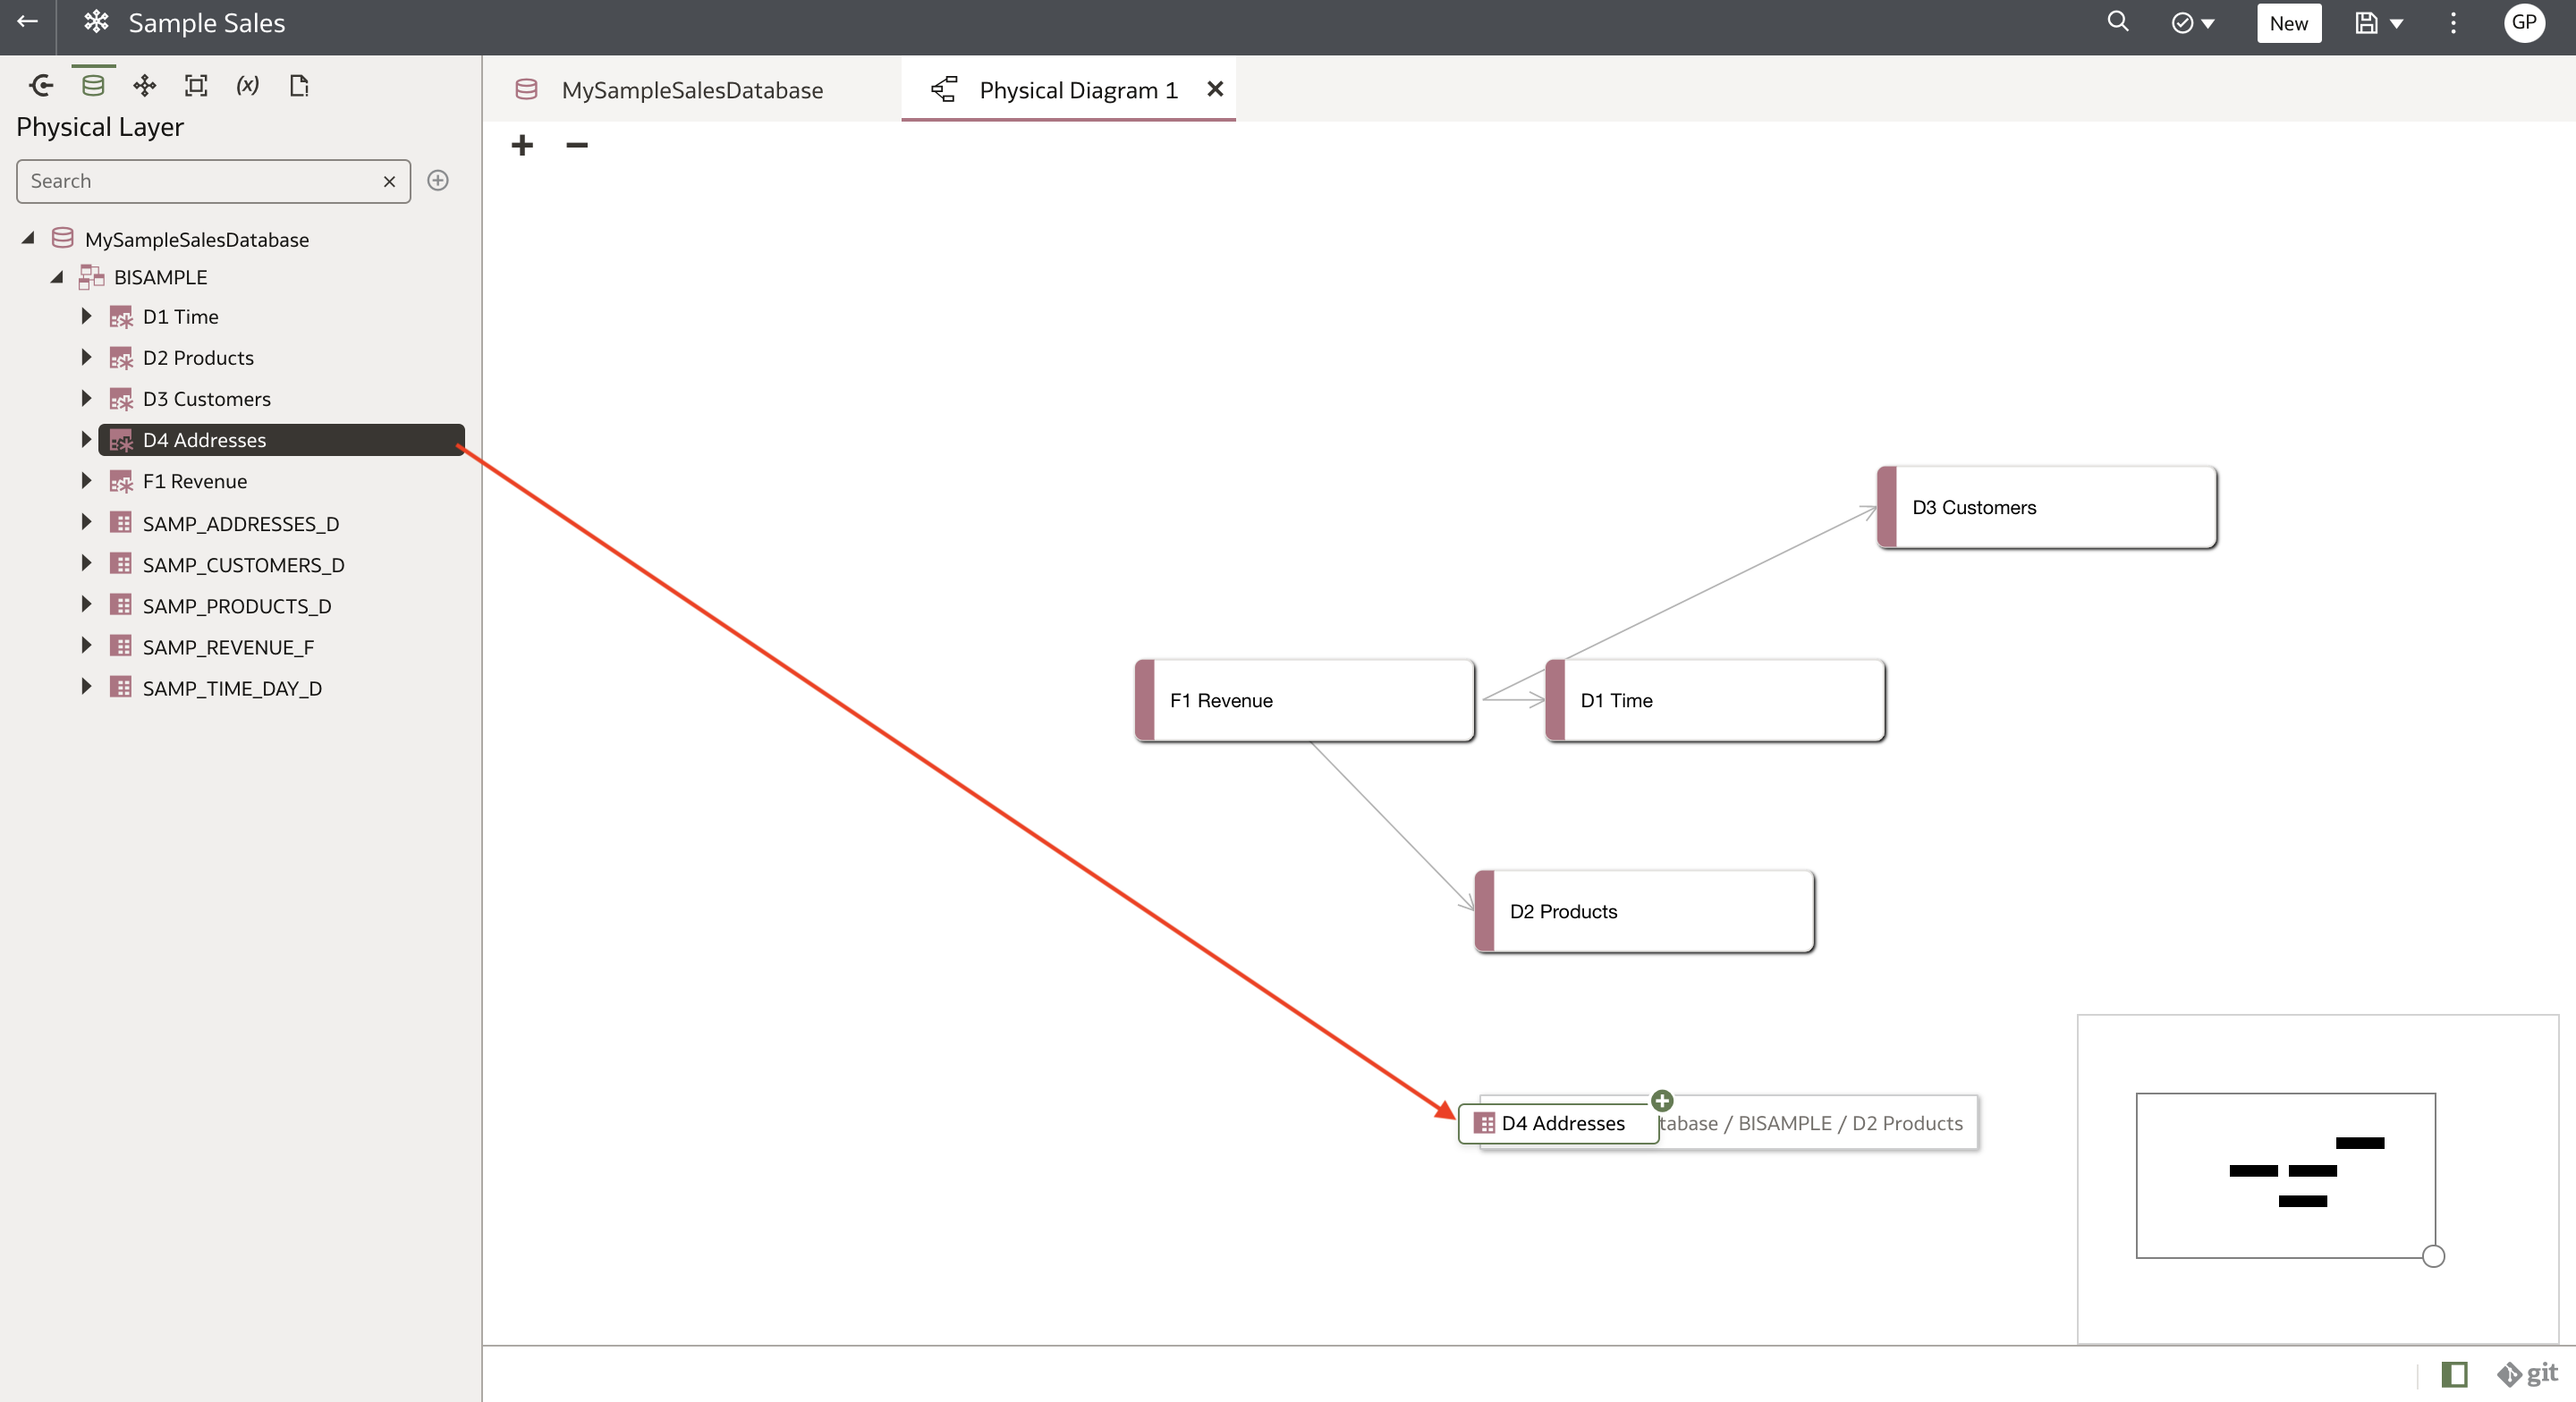 Sample Sales
New
GP
(x)
MySampleSalesDatabase
Physical Diagram 1
Physical Layer
Search
MySampleSalesDatabase
BISAMPLE
D1 Time
D2 Products
D3 Customers
D4 Addresses
F1 Revenue
SAMP_ADDRESSES_D
SAMP_CUSTOMERS_D
SAMP_PRODUCTS_D
SAMP_REVENUE_F
SAMP_TIME_DAY_D
D3 Customers
F1 Revenue
D1 Time
D2 Products
D4 Addresses
tabase / BISAMPLE / D2 Products
git